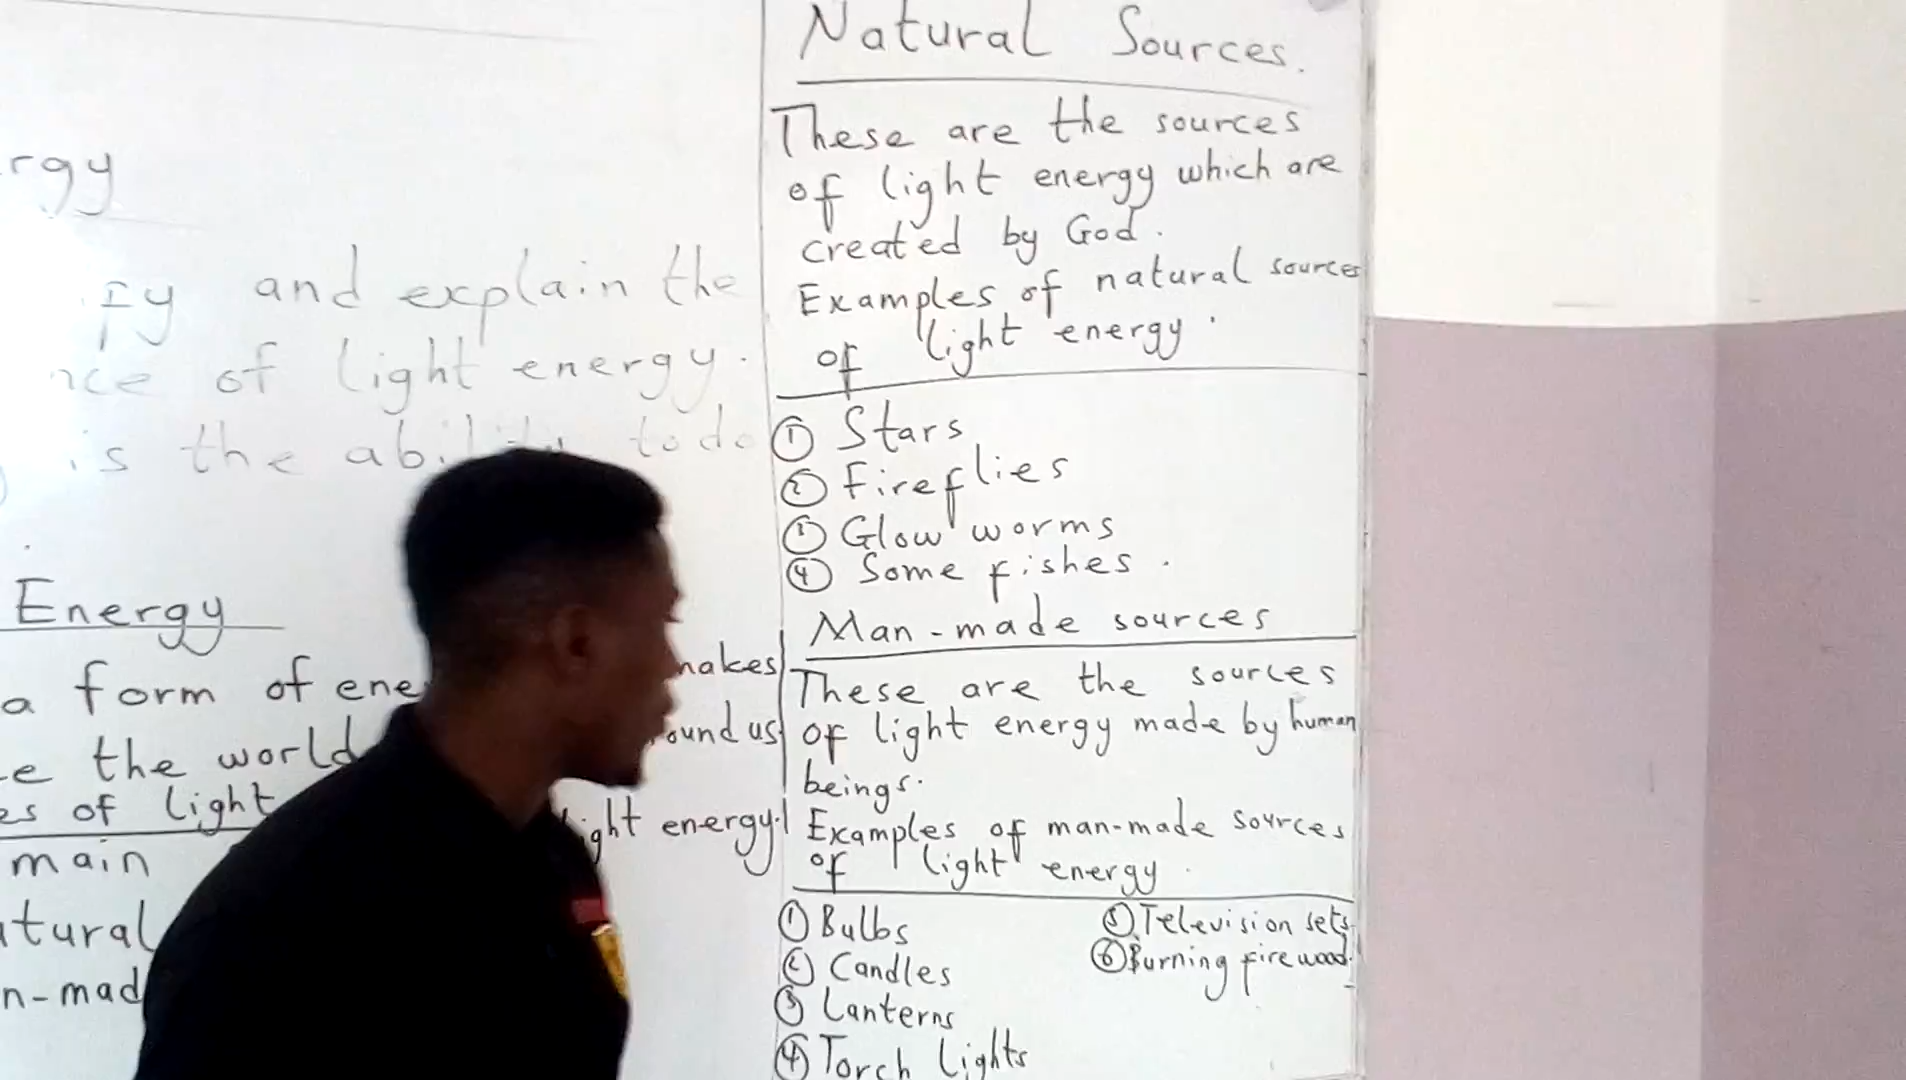 rgy
fy and explain the
nce of light energy.
is the ability to do
Energy
a form of ene makes
e the world ound us
es of light ight energy.
main
tural
n-mad
Natural Sources.
These are the sources
of light energy which are
created by God.
Examples of natural sources
of light energy.
① Stars
② Fireflies
③ Glow worms
④ Some fishes.
Man-made sources
These are the sources
of light energy made by human
beings.
Examples of man-made sources
of light energy.
① Bulbs
② Candles
③ Lanterns
④ Torch lights
⑤ Television sets
⑥ Burning fire wood.